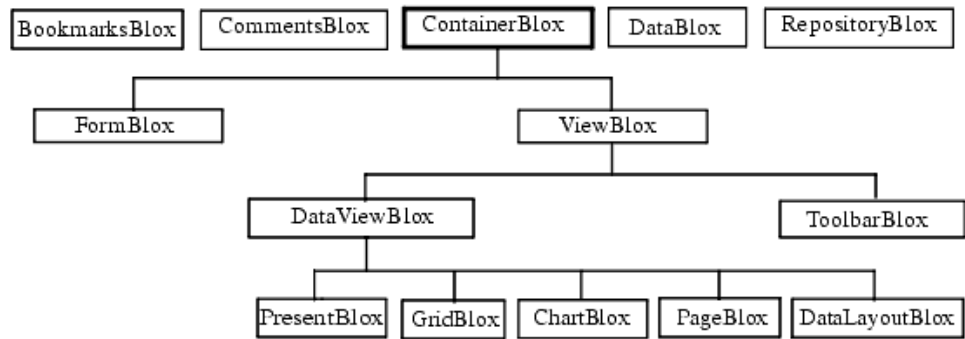 BookmarksBlox
CommentsBlox
ContainerBlox
DataBlox
RepositoryBlox
FormBlox
ViewBlox
DataViewBlox
ToolbarBlox
PresentBlox
GridBlox
ChartBlox
PageBlox
DataLayoutBlox